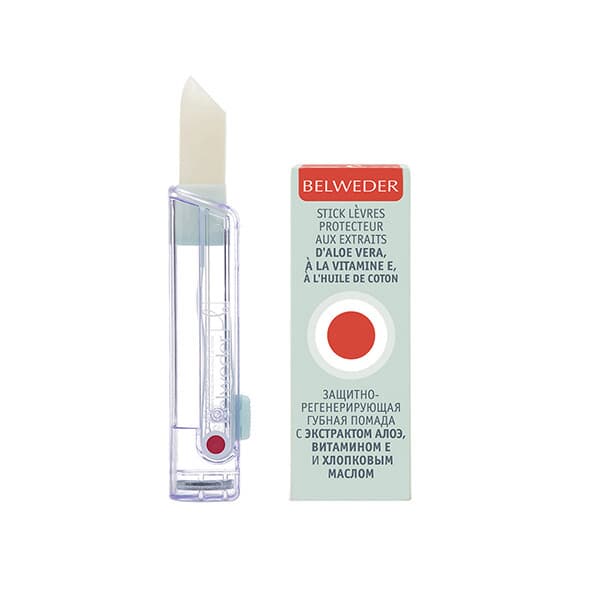 BELWEDER
STICK LÈVRES
PROTECTEUR
AUX EXTRAITS
D'ALOE VERA,
À LA VITAMINE E,
À L'HUILE DE COTON
ЗАЩИТНО-
РЕГЕНЕРИРУЮЩАЯ
ГУБНАЯ ПОМАДА
С ЭКСТРАКТОМ АЛОЭ,
ВИТАМИНОМ Е
И ХЛОПКОВЫМ
МАСЛОМ
Belweder